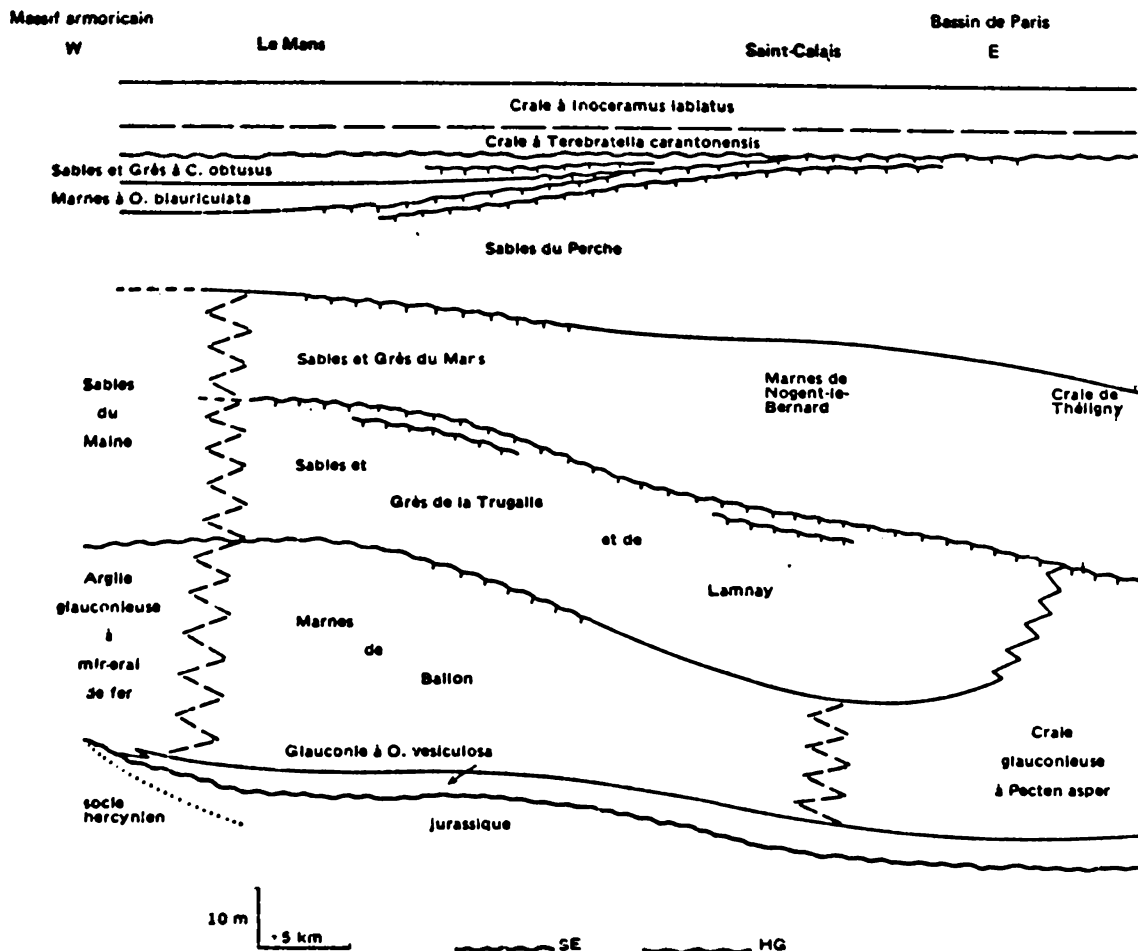 Massif armoricain
W
Le Mans
Saint-Calais
Bassin de Paris
E
Craie à Inoceramus labiatus
Craie à Terebratella carantonensis
Sables et Grès à C. obtusus
Marnes à O. biauriculata
Sables du Perche
Sables et Grès du Mans
Marnes de
Nogent-le-
Bernard
Craie de
Théligny
Sables
du
Maine
Sables et
Grès de la Trugalle
et de
Lamnay
Argile
glauconieuse
à
minerai
de fer
Marnes
de
Ballon
Glauconie à O. vesiculosa
Craie
glauconieuse
à Pecten asper
socle
hercynien
jurassique
10 m
5 km
SE
HG